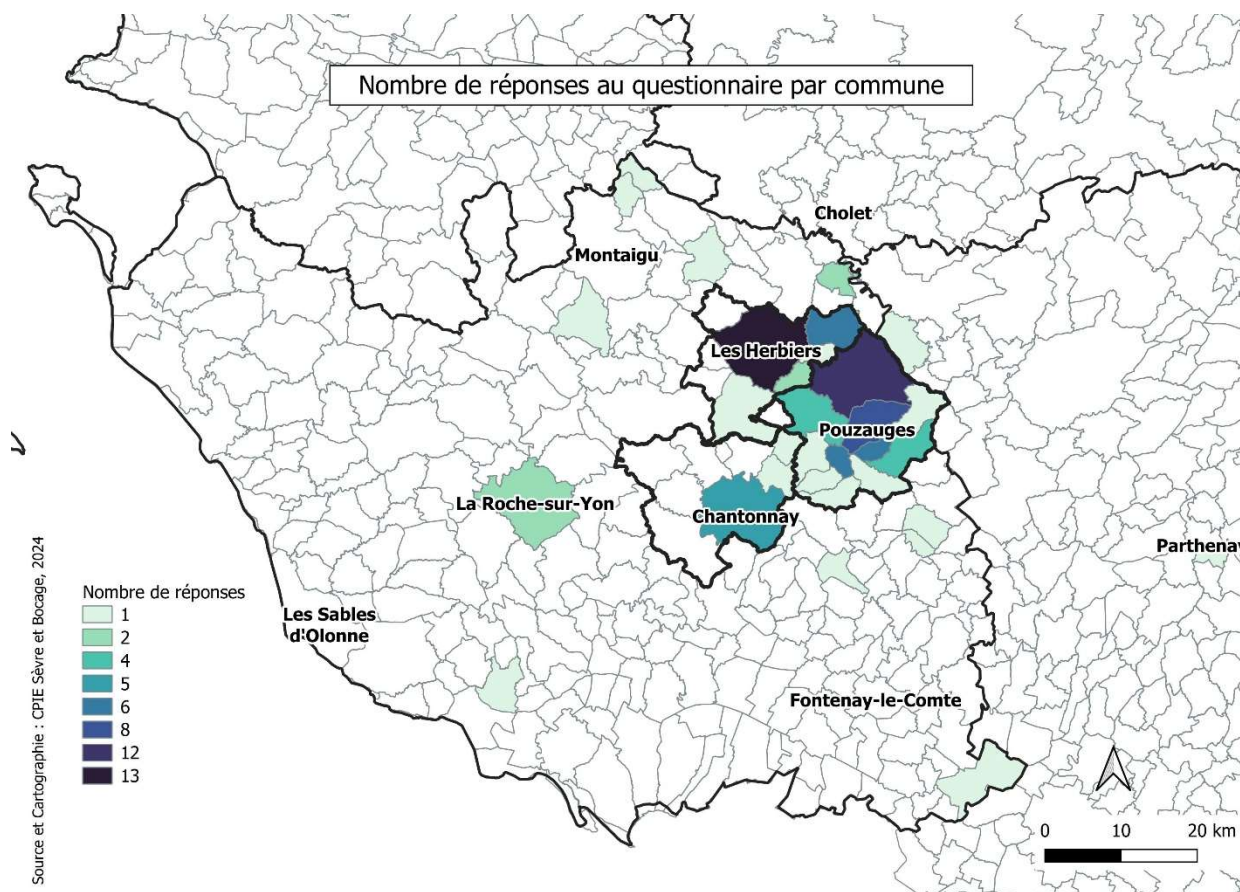 Nombre de réponses au questionnaire par commune
Cholet
Montaigu
Les Herbiers
Pouzauges
La Roche-sur-Yon
Chantonnay
Parthenay
Nombre de réponses
1
2
4
5
6
8
12
13
Les Sables
d'Olonne
Fontenay-le-Comte
0 10 20 km
Source et Cartographie : CPIE Sèvre et Bocage, 2024